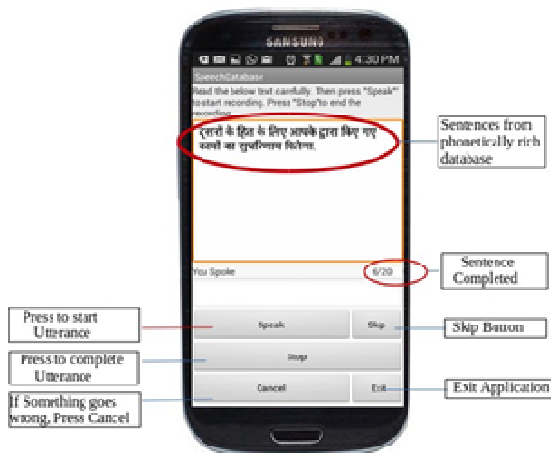 SAMSUNG
4:30 PM
SpeechDatabase
Read the below text carefully. Then press "Speak"
to start recording. Press "Stop"to end the
recording
के हित के लिए आपके द्वारा किए गए
का सुपरिणाम मिलेगा.
You Spoke
6/20
Speak
Skip
Stop
Cancel
Exit
Sentences from
phonetically rich
database
Sentence
Completed
Press to start
Utterance
Skip Button
Press to complete
Utterance
Exit Application
If Something goes
wrong, Press Cancel